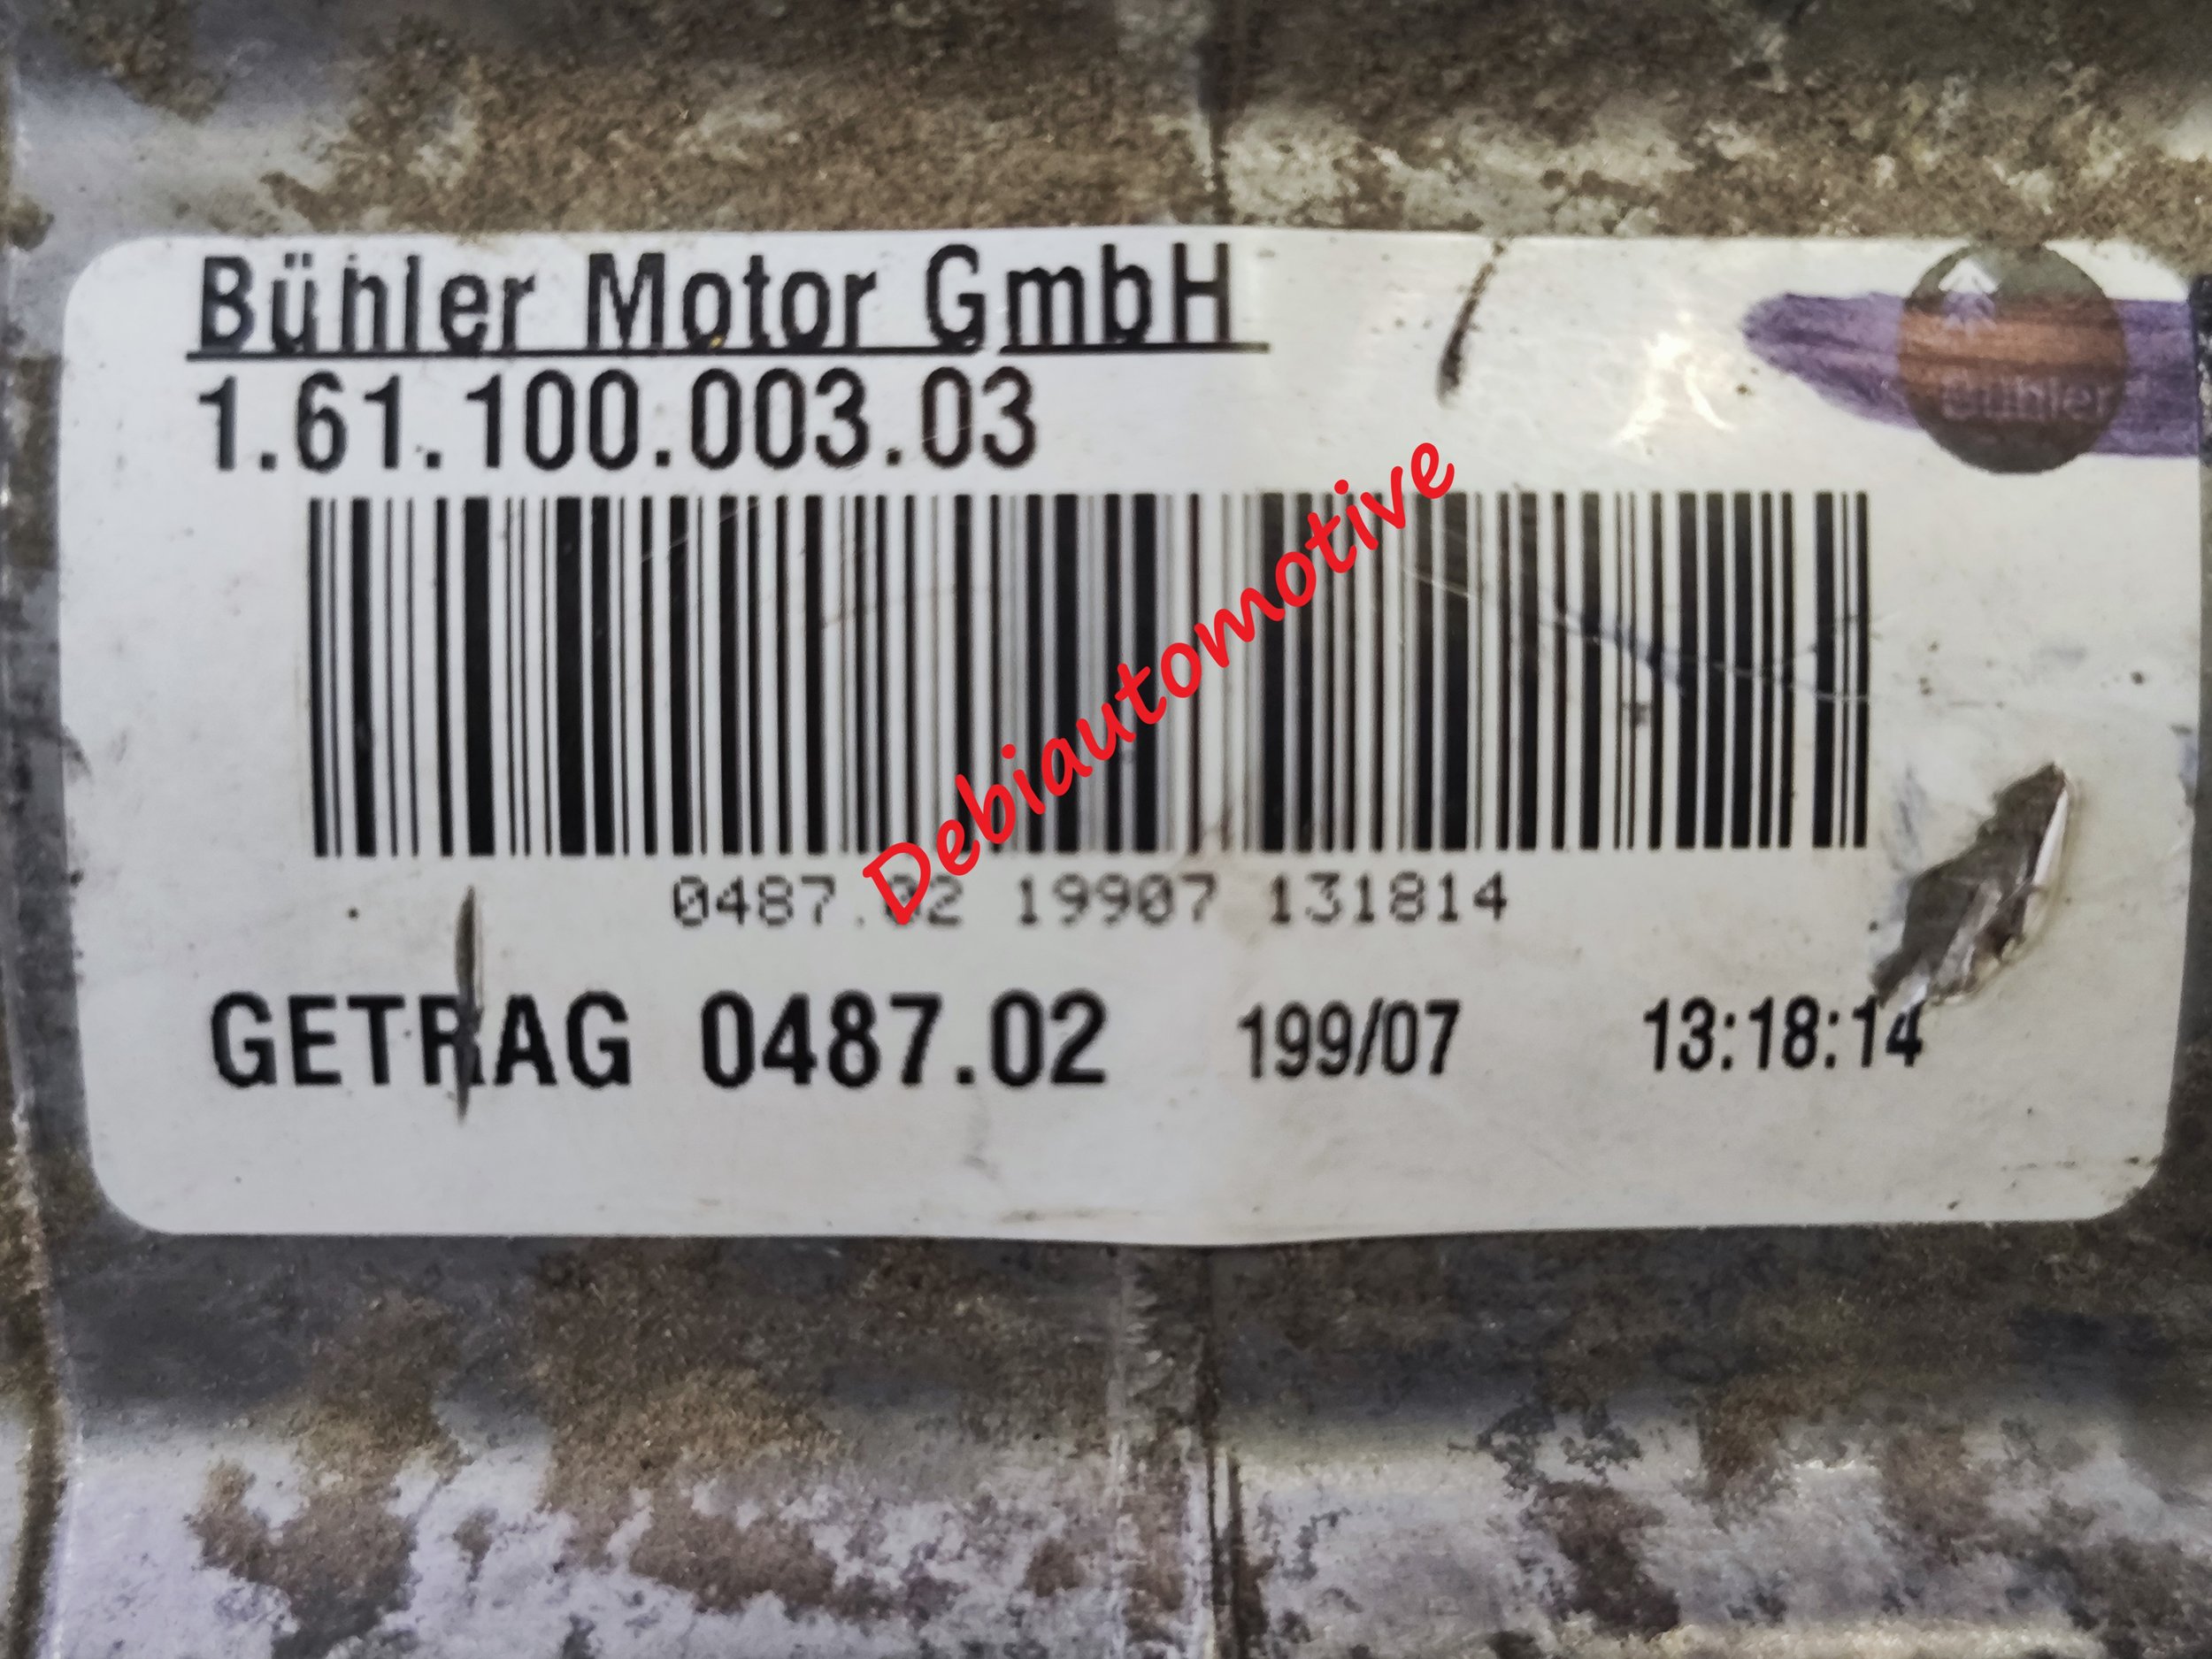 Bühler Motor GmbH
Bühler
1.61.100.003.03
Debiautomotive
0487.02 19907 131814
GETRAG 0487.02 199/07 13:18:14